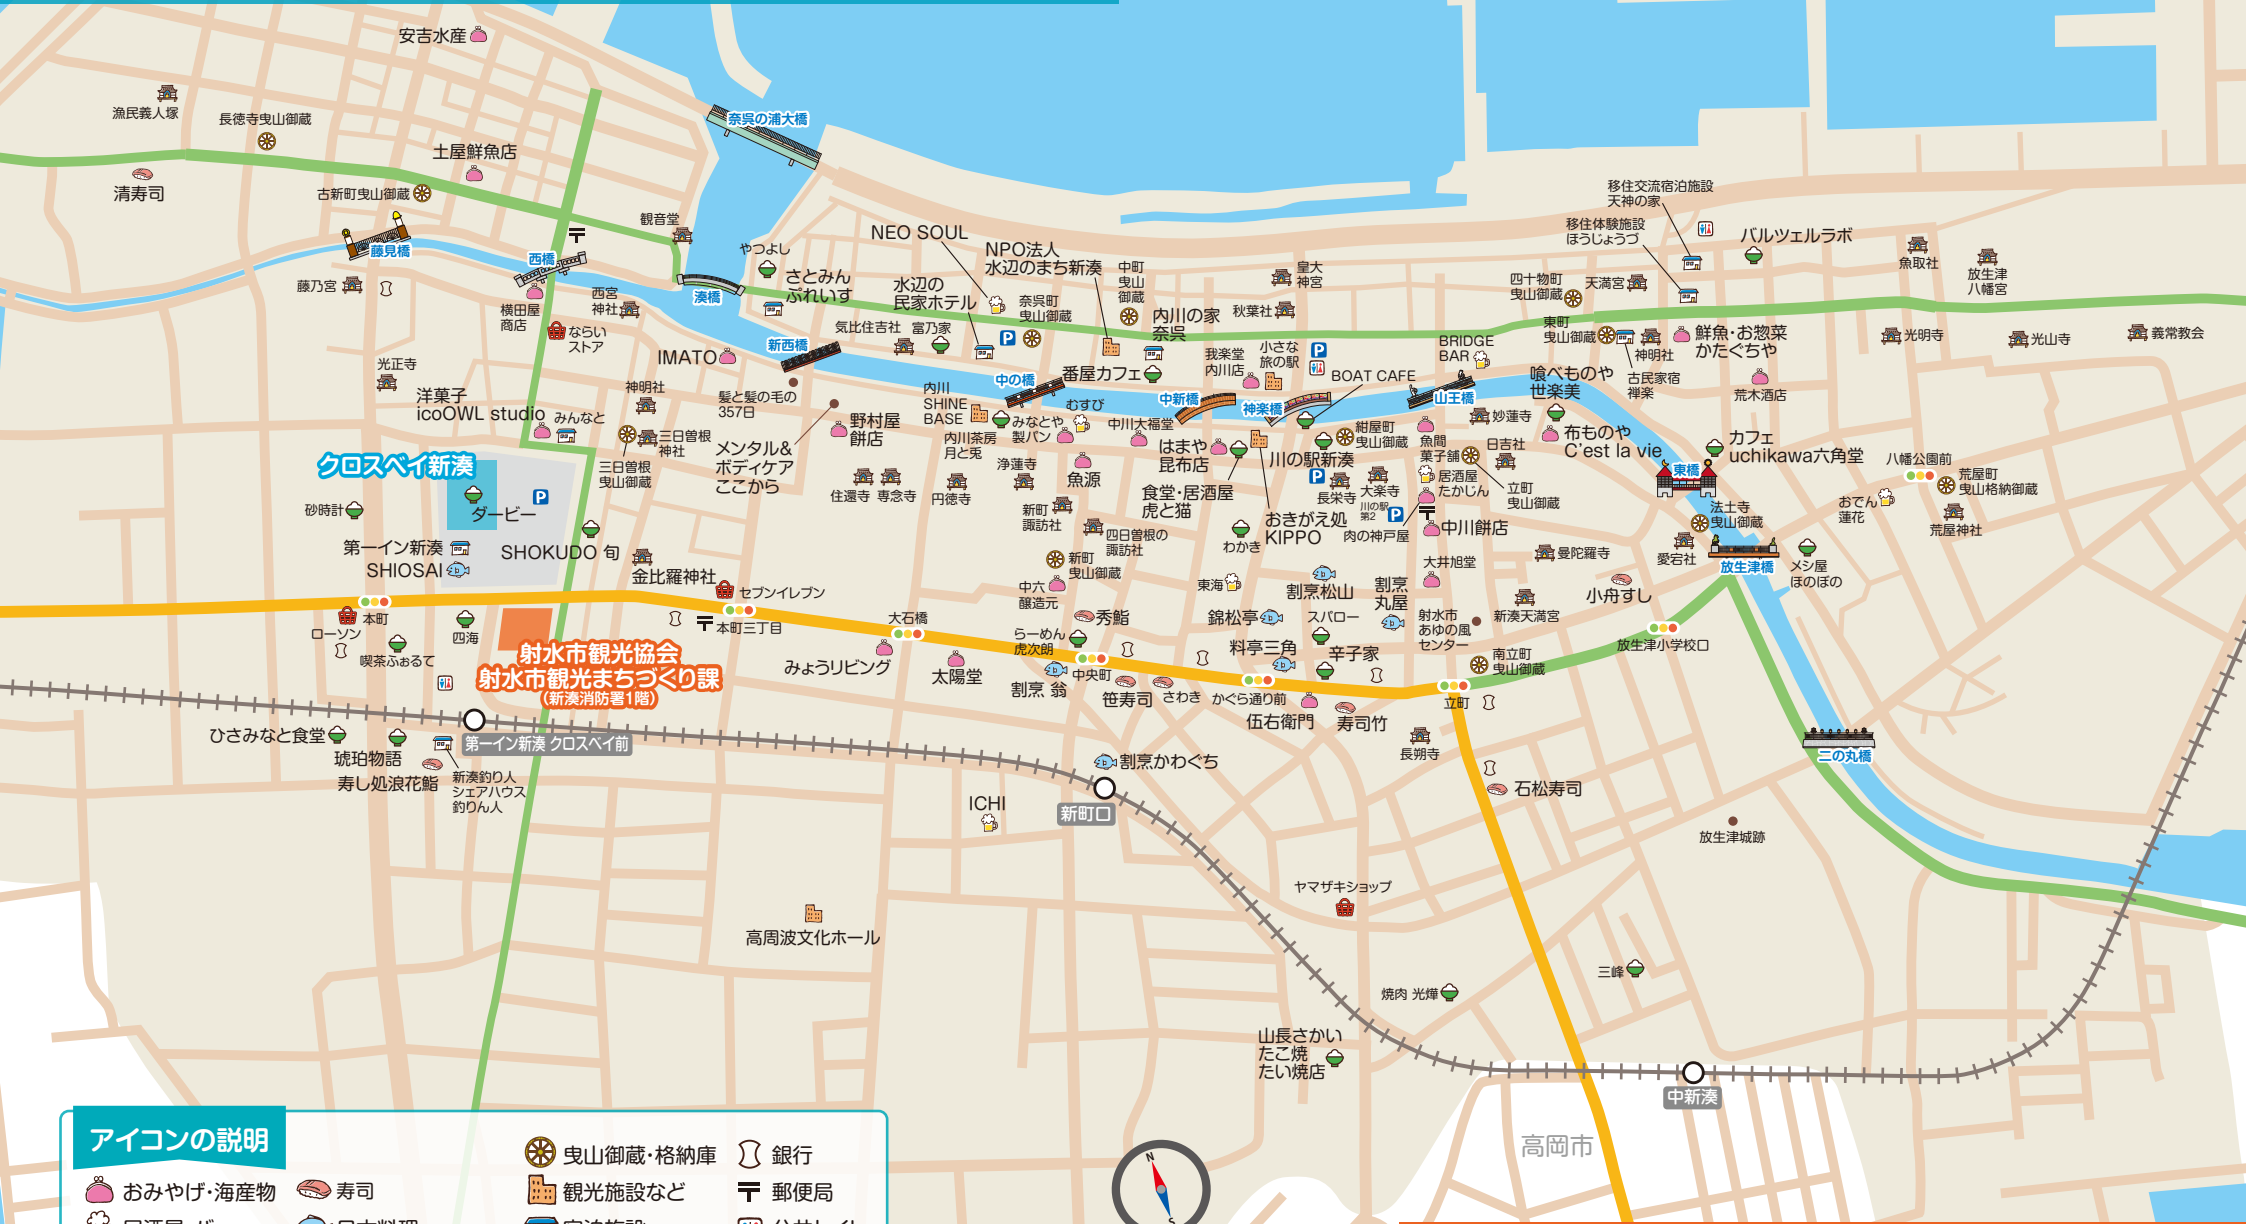 安吉水産
漁民義人塚
長徳寺曳山御蔵
奈呉の浦大橋
土屋鮮魚店
清寿司
古新町曳山御蔵
藤見橋
西橋
観音堂
湊橋
やつよし
さとみん
ぷれいす
NEO SOUL
NPO法人
水辺のまち新湊
水辺の
民家ホテル
奈呉町
曳山御蔵
中町
曳山
御蔵
内川の家
奈呉
皇大
神宮
秋葉社
移住交流宿泊施設
天神の家
移住体験施設
ほうじょうづ
バルツェルラボ
四十物町
曳山御蔵
天満宮
魚取社
放生津
八幡宮
藤乃宮
横田屋
商店
西宮
神社
ならい
ストア
IMATO
新西橋
気比住吉社
富乃家
我楽堂
内川店
小さな
旅の駅
BRIDGE
BAR
東町
曳山御蔵
神明社
鮮魚・お惣菜
かたぐちや
古民家宿
禅楽
荒木酒店
光明寺
光山寺
義常教会
光正寺
洋菓子
icoOWL studio
みんなと
神明社
三日曽根
神社
三日曽根
曳山御蔵
髪と髪の毛の
357日
メンタル&
ボディケア
ここから
野村屋
餅店
内川
SHINE
BASE
中の橋
番屋カフェ
むすび
みなとや
製パン
内川茶房
月と兎
中川大福堂
中新橋
神楽橋
BOAT CAFE
山王橋
喰べものや
世楽美
妙蓮寺
布ものや
C'est la vie
カフェ
uchikawa六角堂
東橋
八幡公園前
荒屋町
曳山格納御蔵
おでん
蓮花
荒屋神社
クロスベイ新湊
ダービー
砂時計
第一イン新湊
SHIOSAI
SHOKUDO 旬
金比羅神社
住還寺
専念寺
円徳寺
浄蓮寺
魚源
新町
諏訪社
四日曽根の
諏訪社
新町
曳山御蔵
中六
醸造元
はまや
昆布店
食堂・居酒屋
虎と猫
川の駅新湊
紺屋町
曳山御蔵
魚問
菓子舗
日吉社
長栄寺
大楽寺
川の駅
第2
居酒屋
たかじん
立町
曳山御蔵
おきがえ処
KIPPO
わかき
肉の神戸屋
中川餅店
大井旭堂
曼陀羅寺
法土寺
曳山御蔵
愛宕社
放生津橋
メシ屋
ほのぼの
セブンイレブン
本町三丁目
本町
ローソン
喫茶ふぉるて
四海
射水市観光協会
射水市観光まちづくり課
(新湊消防署1階)
大石橋
みょうリビング
太陽堂
らーめん
虎次朗
秀鮨
割烹 翁
中央町
笹寿司
さわき
東海
錦松亭
料亭三角
かぐら通り前
割烹松山
スパロー
辛子家
割烹
丸屋
射水市
あゆの風
センター
新湊天満宮
小舟すし
南立町
曳山御蔵
放生津小学校口
伍右衛門
寿司竹
立町
長朔寺
石松寿司
二の丸橋
放生津城跡
ひさみなと食堂
琥珀物語
寿し処浪花鮨
第一イン新湊 クロスベイ前
新湊釣り人
シェアハウス
釣りん人
割烹かわぐち
新町口
ICHI
高周波文化ホール
ヤマザキショップ
焼肉 光燁
三峰
山長さかい
たこ焼
たい焼店
中新湊
高岡市
アイコンの説明
曳山御蔵・格納庫
銀行
おみやげ・海産物
寿司
観光施設など
郵便局
N
S
P
P
P
P
P